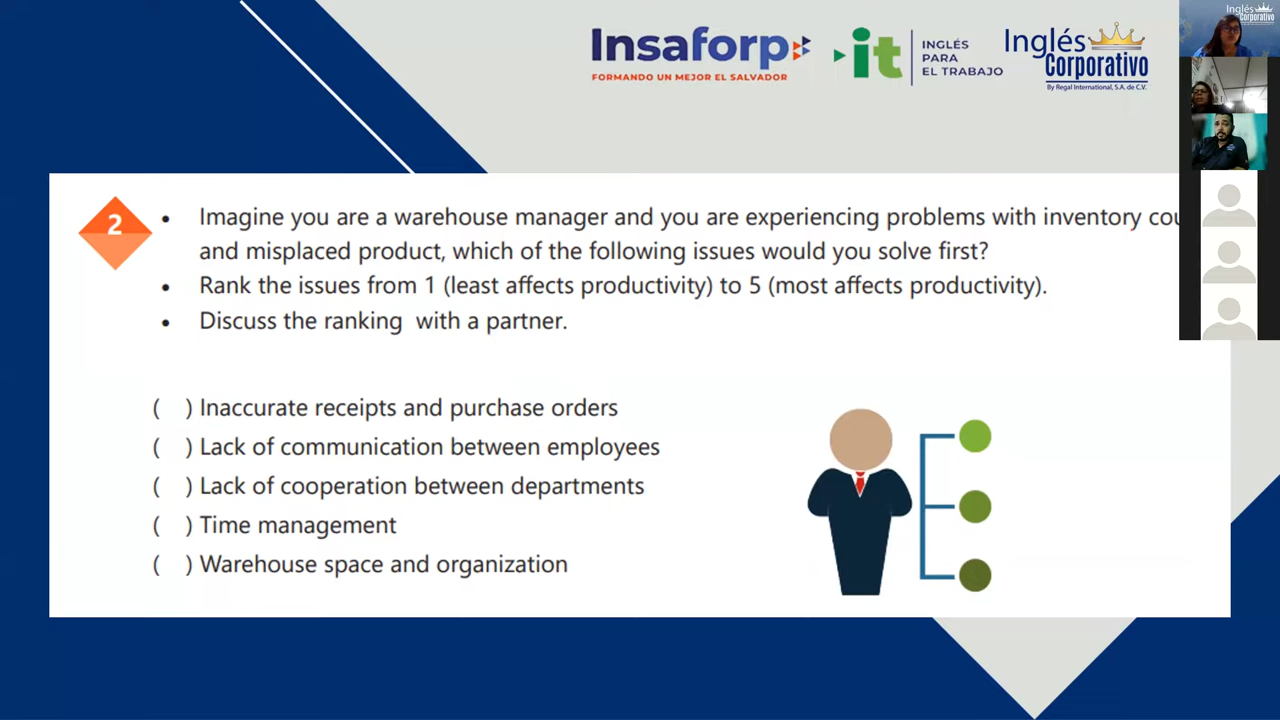 Insaforp
FORMANDO UN MEJOR EL SALVADOR
it
INGLÉS
PARA
EL TRABAJO
Inglés
Corporativo
By Regal International, S.A. de C.V.
Inglés
Corporativo
2
• Imagine you are a warehouse manager and you are experiencing problems with inventory
and misplaced product, which of the following issues would you solve first?
• Rank the issues from 1 (least affects productivity) to 5 (most affects productivity).
• Discuss the ranking with a partner.
( ) Inaccurate receipts and purchase orders
( ) Lack of communication between employees
( ) Lack of cooperation between departments
( ) Time management
( ) Warehouse space and organization